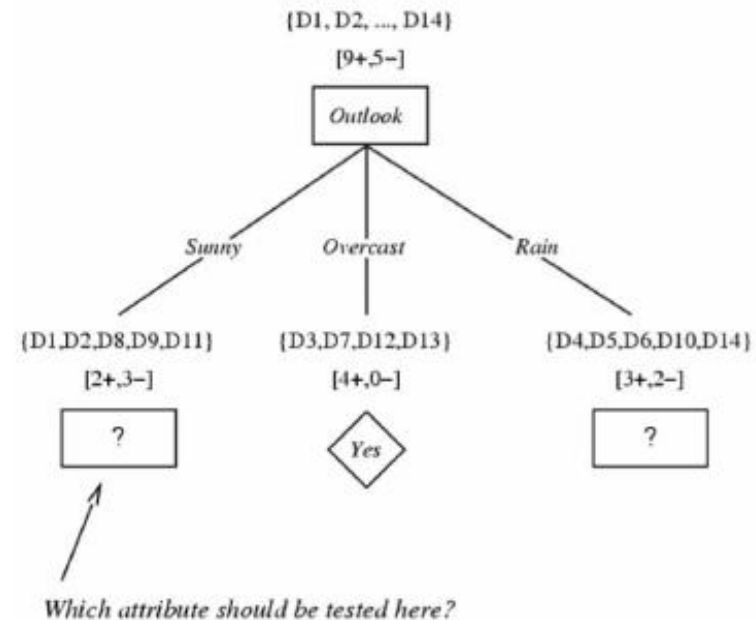 {D1, D2, ..., D14}
[9+,5−]
Outlook
Sunny Overcast Rain
{D1,D2,D8,D9,D11} {D3,D7,D12,D13} {D4,D5,D6,D10,D14}
[2+,3−] [4+,0−] [3+,2−]
? Yes ?
Which attribute should be tested here?